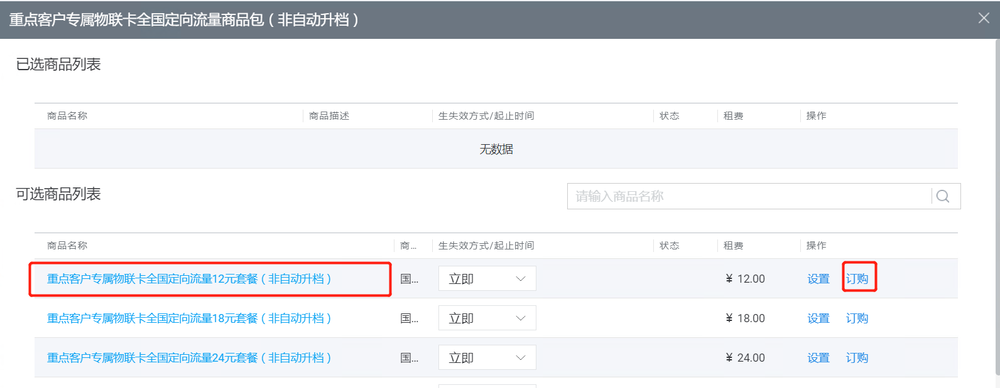 重点客户专属物联卡全国定向流量商品包（非自动升档）
已选商品列表
商品名称 商品描述 生失效方式/起止时间 状态 租费 操作
无数据
可选商品列表 请输入商品名称
商品名称 商... 生失效方式/起止时间 状态 租费 操作
重点客户专属物联卡全国定向流量12元套餐（非自动升档） 国... 立即 ¥ 12.00 设置 订购
重点客户专属物联卡全国定向流量18元套餐（非自动升档） 国... 立即 ¥ 18.00 设置 订购
重点客户专属物联卡全国定向流量24元套餐（非自动升档） 国... 立即 ¥ 24.00 设置 订购